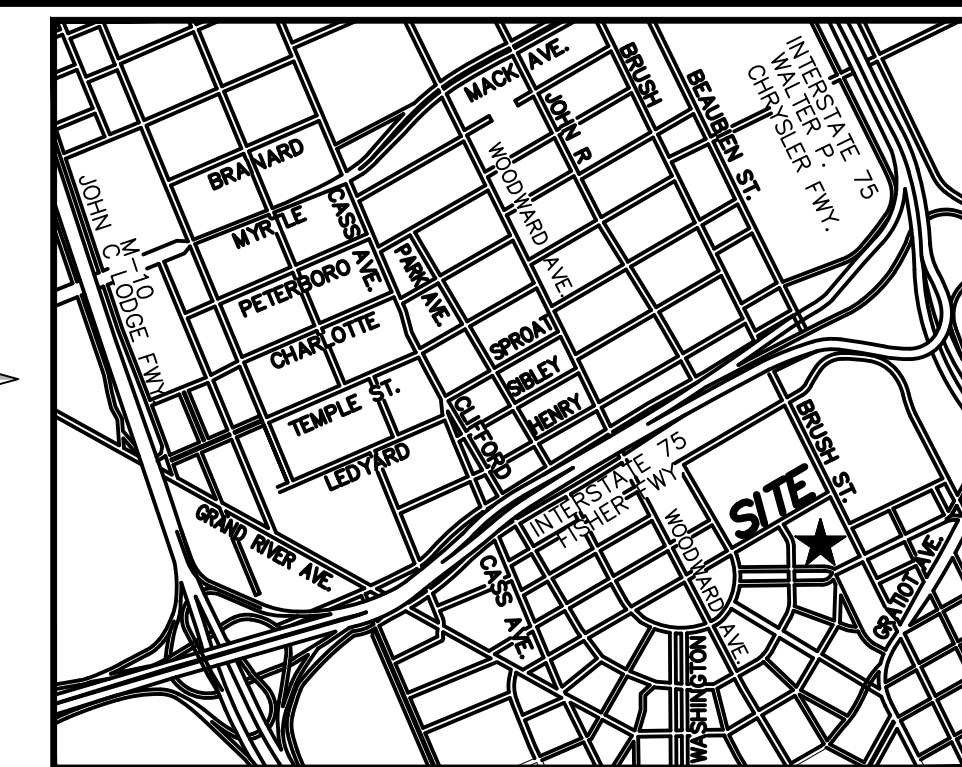 MACK AVE.
BRUSH
JOHN R
BEAUBIEN ST.
INTERSTATE 75
WALTER P.
CHRYSLER FWY.
BRAINARD
WOODWARD AVE.
JOHN C LODGE FWY
M-10
MYRTLE
CASS AVE.
PARK AVE.
PETERBORO
CHARLOTTE
SPROAT
SIBLEY
HENRY
TEMPLE ST.
CLIFFORD
LEDYARD
BRUSH ST.
INTERSTATE 75
FISHER FWY
SITE
GRAND RIVER AVE.
WOODWARD AVE.
CASS AVE.
GRATIOT AVE.
WASHINGTON